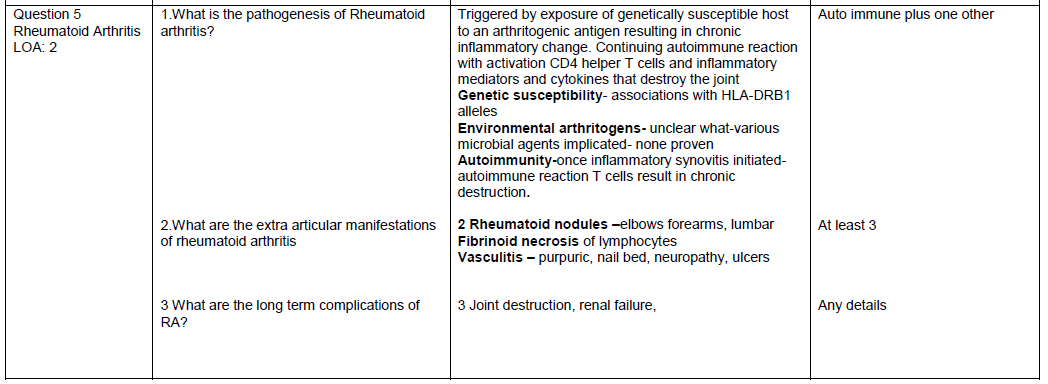 Question 5
Rheumatoid Arthritis
LOA: 2
1.What is the pathogenesis of Rheumatoid
arthritis?
Triggered by exposure of genetically susceptible host
to an arthritogenic antigen resulting in chronic
inflammatory change. Continuing autoimmune reaction
with activation CD4 helper T cells and inflammatory
mediators and cytokines that destroy the joint
Genetic susceptibility- associations with HLA-DRB1
alleles
Environmental arthritogens- unclear what-various
microbial agents implicated- none proven
Autoimmunity-once inflammatory synovitis initiated-
autoimmune reaction T cells result in chronic
destruction.
Auto immune plus one other
2.What are the extra articular manifestations
of rheumatoid arthritis
2 Rheumatoid nodules –elbows forearms, lumbar
Fibrinoid necrosis of lymphocytes
Vasculitis – purpuric, nail bed, neuropathy, ulcers
At least 3
3 What are the long term complications of
RA?
3 Joint destruction, renal failure,
Any details